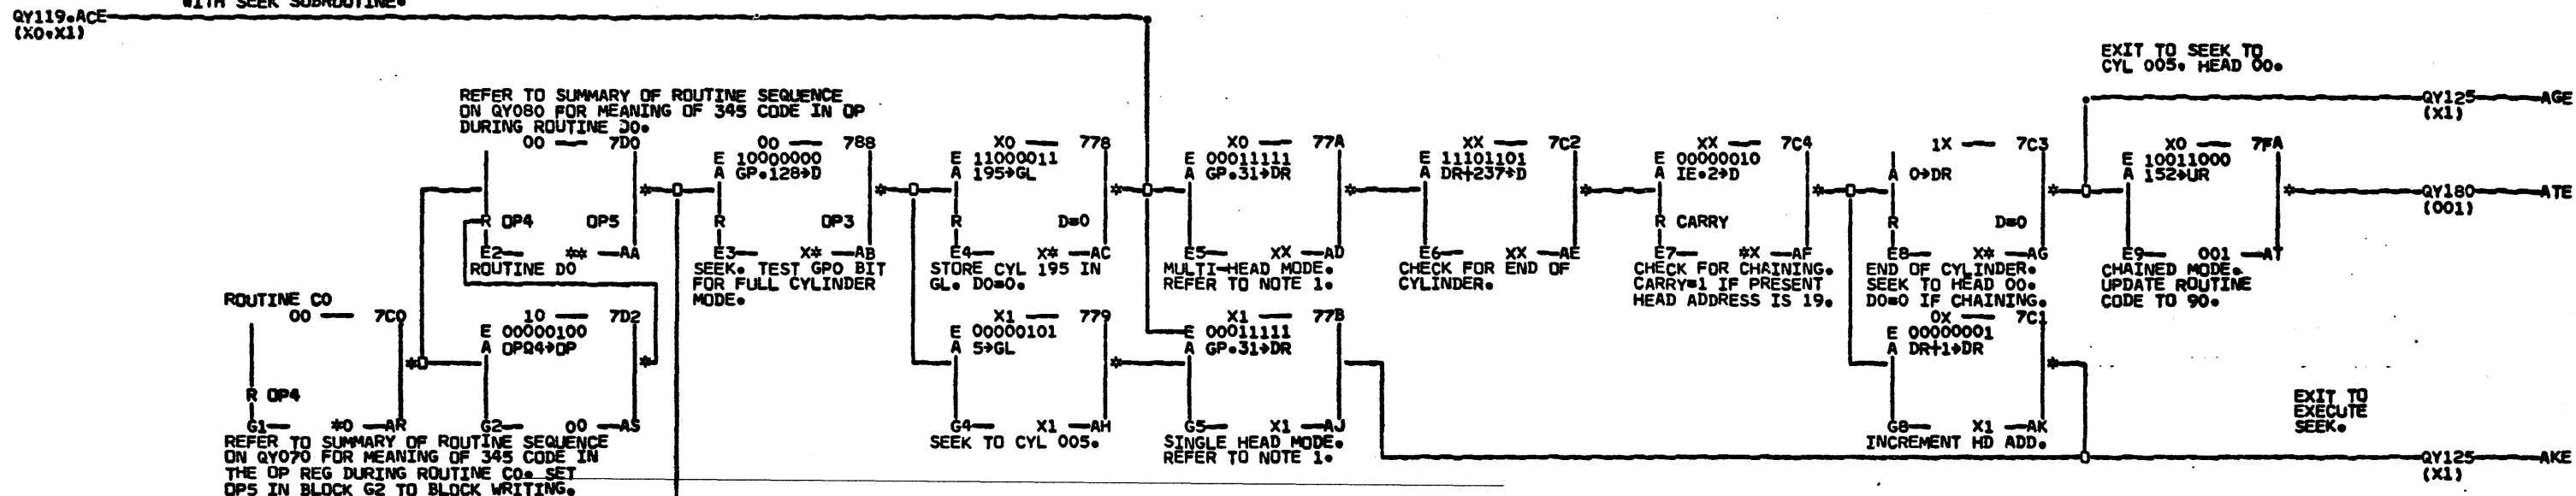 WITH SEEK SUBROUTINE.
QY119.ACE
(X0.X1)
EXIT TO SEEK TO
CYL 005. HEAD 00.
QY125 AGE
(X1)
REFER TO SUMMARY OF ROUTINE SEQUENCE
ON QY080 FOR MEANING OF 345 CODE IN OP
DURING ROUTINE DO.
00 — 7D0
R OP4 OP5
E2— ** —AA
ROUTINE DO
00 — 788
E 10000000
A GP.128→D
*
R OP3
E3— X* —AB
SEEK. TEST GP0 BIT
FOR FULL CYLINDER
MODE.
*
X0 — 778
E 11000011
A 195→GL
*
R D=0
E4— X* —AC
STORE CYL 195 IN
GL. D0=0.
X0 — 77A
E 00011111
A GP.31→DR
*
E5— XX —AD
MULTI-HEAD MODE.
REFER TO NOTE 1.
XX — 7C2
E 11101101
A DR+237→D
*
E6— XX —AE
CHECK FOR END OF
CYLINDER.
XX — 7C4
E 00000010
A IE.2→D
*
R CARRY
E7— *X —AF
CHECK FOR CHAINING.
CARRY=1 IF PRESENT
HEAD ADDRESS IS 19.
1X — 7C3
A 0→DR
*
R D=0
E8— X* —AG
END OF CYLINDER.
SEEK TO HEAD 00.
D0=0 IF CHAINING.
X0 — 7FA
E 10011000
A 152→UR
*
E9— 001 —AT
CHAINED MODE.
UPDATE ROUTINE
CODE TO 90.
QY180 ATE
(001)
ROUTINE CO
00 — 7C0
*
R OP4
G1— *0 —AR
REFER TO SUMMARY OF ROUTINE SEQUENCE
ON QY070 FOR MEANING OF 345 CODE IN
THE OP REG DURING ROUTINE CO. SET
OP5 IN BLOCK G2 TO BLOCK WRITING.
10 — 7D2
E 00000100
A OPΩ4→OP
*
G2— 00 —AS
X1 — 779
E 00000101
A 5→GL
*
G4— X1 —AH
SEEK TO CYL 005.
X1 — 77B
E 00011111
A GP.31→DR
G5— X1 —AJ
SINGLE HEAD MODE.
REFER TO NOTE 1.
0X — 7C1
E 00000001
A DR+1→DR
*
G8— X1 —AK
INCREMENT HD ADD.
EXIT TO
EXECUTE
SEEK.
QY125 AKE
(X1)